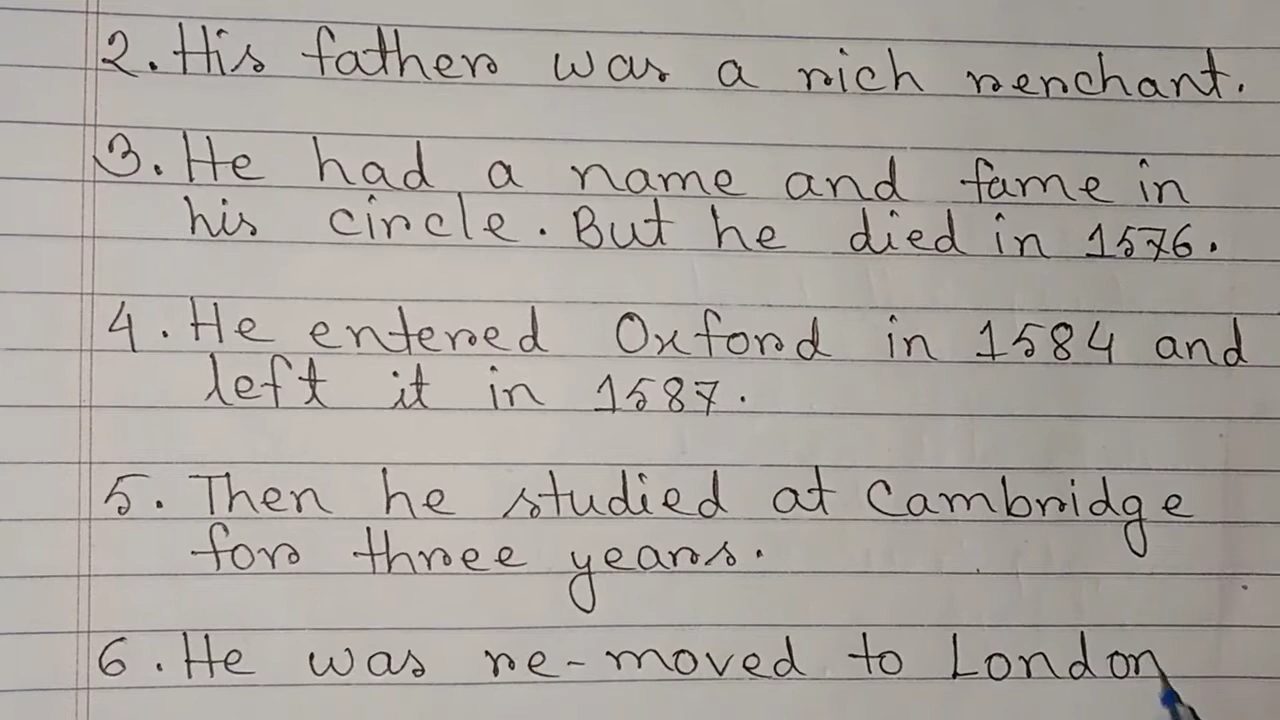 2. His father was a rich merchant.
3. He had a name and fame in
his circle. But he died in 1576.
4. He entered Oxford in 1584 and
left it in 1587.
5. Then he studied at Cambridge
for three years.
6. He was re-moved to London